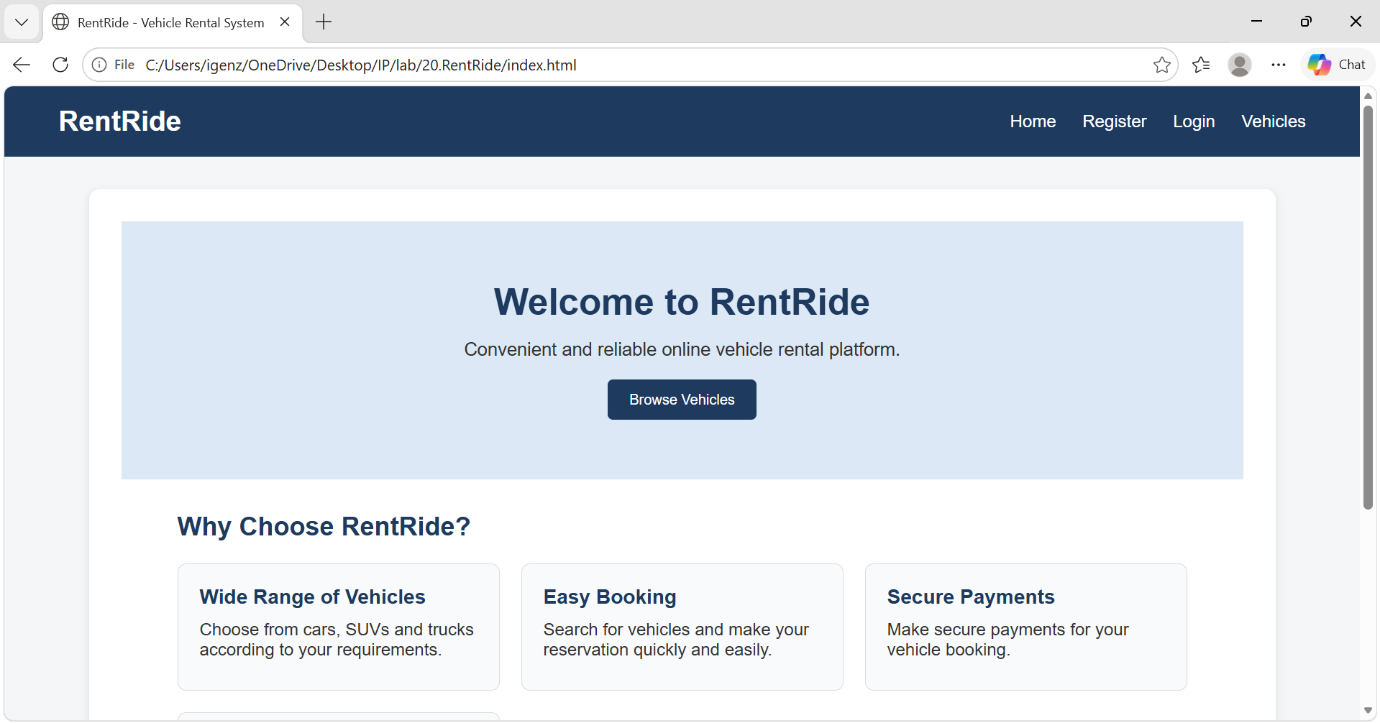 RentRide - Vehicle Rental System
File C:/Users/igenz/OneDrive/Desktop/IP/lab/20.RentRide/index.html
Chat
RentRide
Home Register Login Vehicles
Welcome to RentRide
Convenient and reliable online vehicle rental platform.
Browse Vehicles
Why Choose RentRide?
Wide Range of Vehicles
Choose from cars, SUVs and trucks
according to your requirements.
Easy Booking
Search for vehicles and make your
reservation quickly and easily.
Secure Payments
Make secure payments for your
vehicle booking.